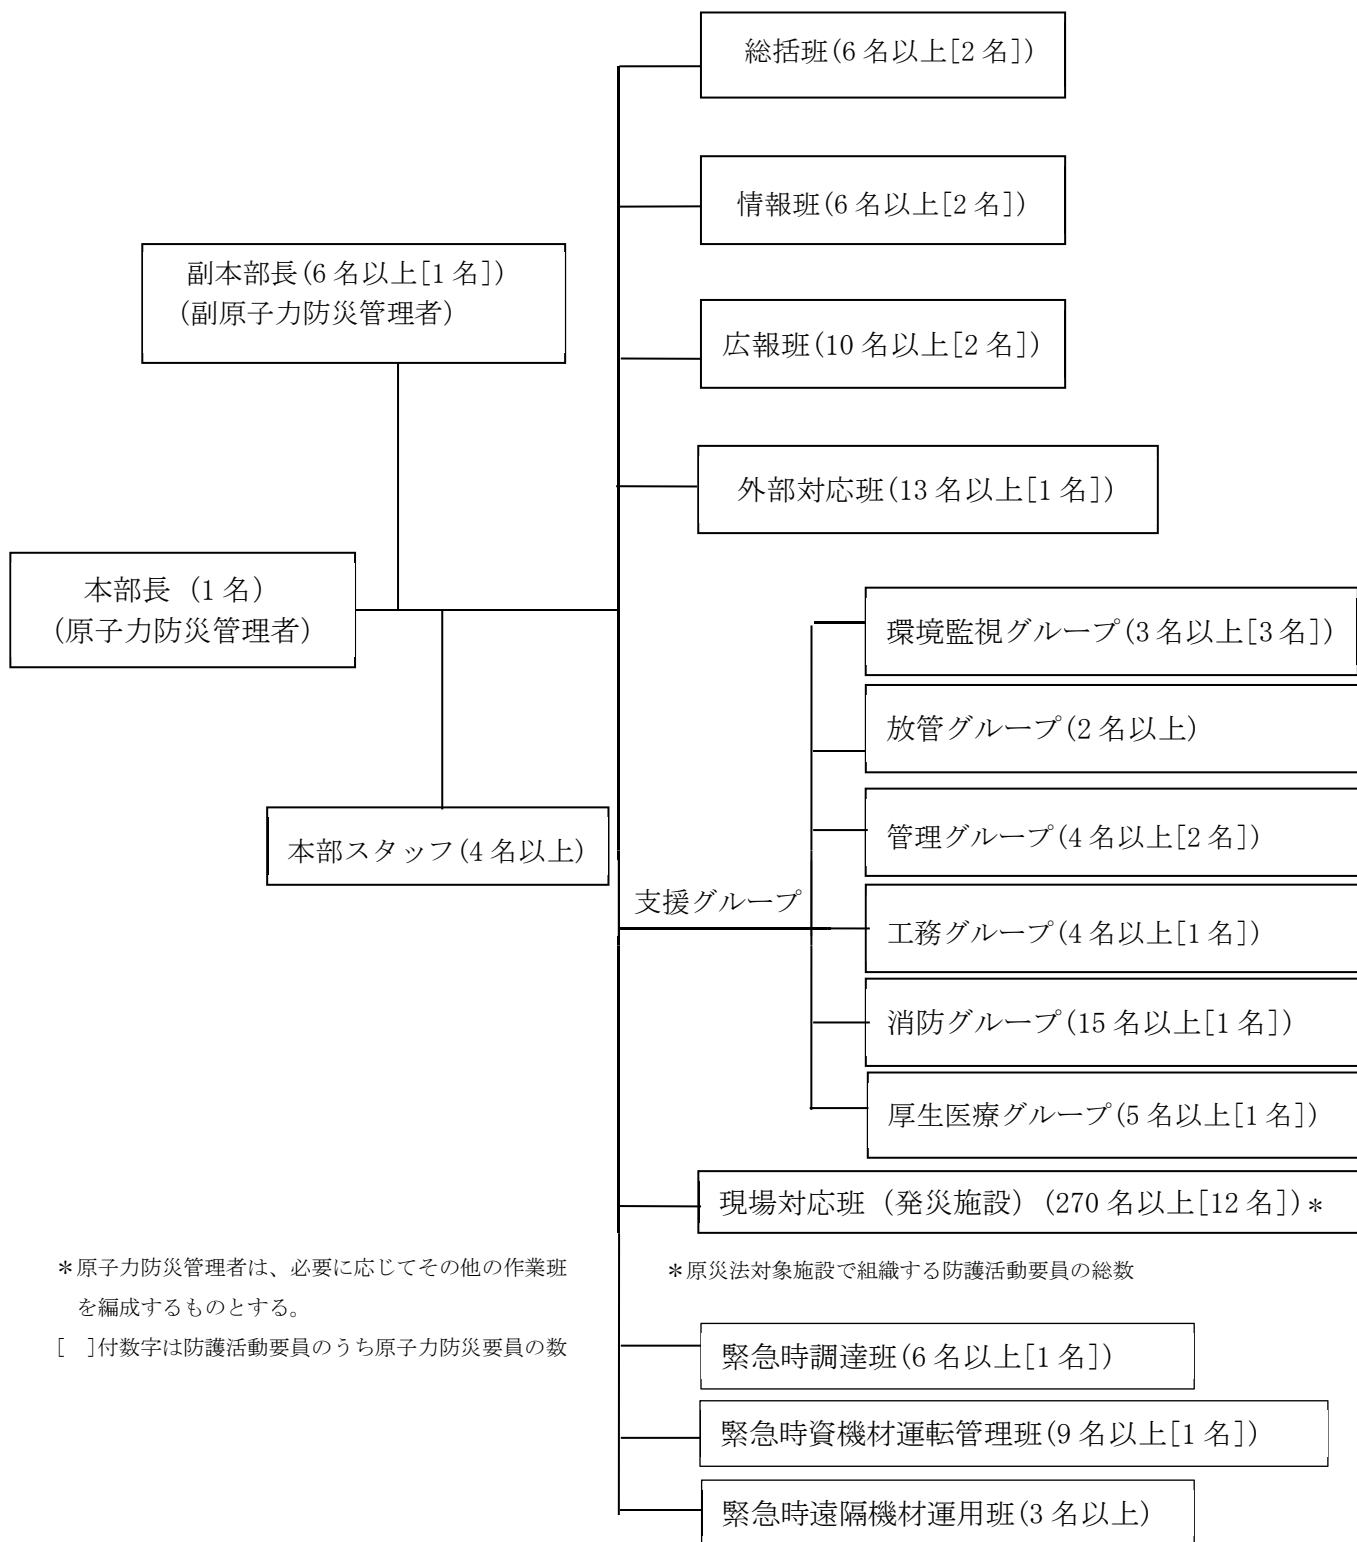 総括班(6名以上[2名])
情報班(6名以上[2名])
副本部長(6名以上[1名])
(副原子力防災管理者)
広報班(10名以上[2名])
外部対応班(13名以上[1名])
本部長 (1名)
(原子力防災管理者)
環境監視グループ(3名以上[3名])
放管グループ(2名以上)
管理グループ(4名以上[2名])
本部スタッフ(4名以上)
支援グループ
工務グループ(4名以上[1名])
消防グループ(15名以上[1名])
厚生医療グループ(5名以上[1名])
現場対応班 (発災施設) (270名以上[12名])*
*原子力防災管理者は、必要に応じてその他の作業班
を編成するものとする。
[ ]付数字は防護活動要員のうち原子力防災要員の数
*原災法対象施設で組織する防護活動要員の総数
緊急時調達班(6名以上[1名])
緊急時資機材運転管理班(9名以上[1名])
緊急時遠隔機材運用班(3名以上)